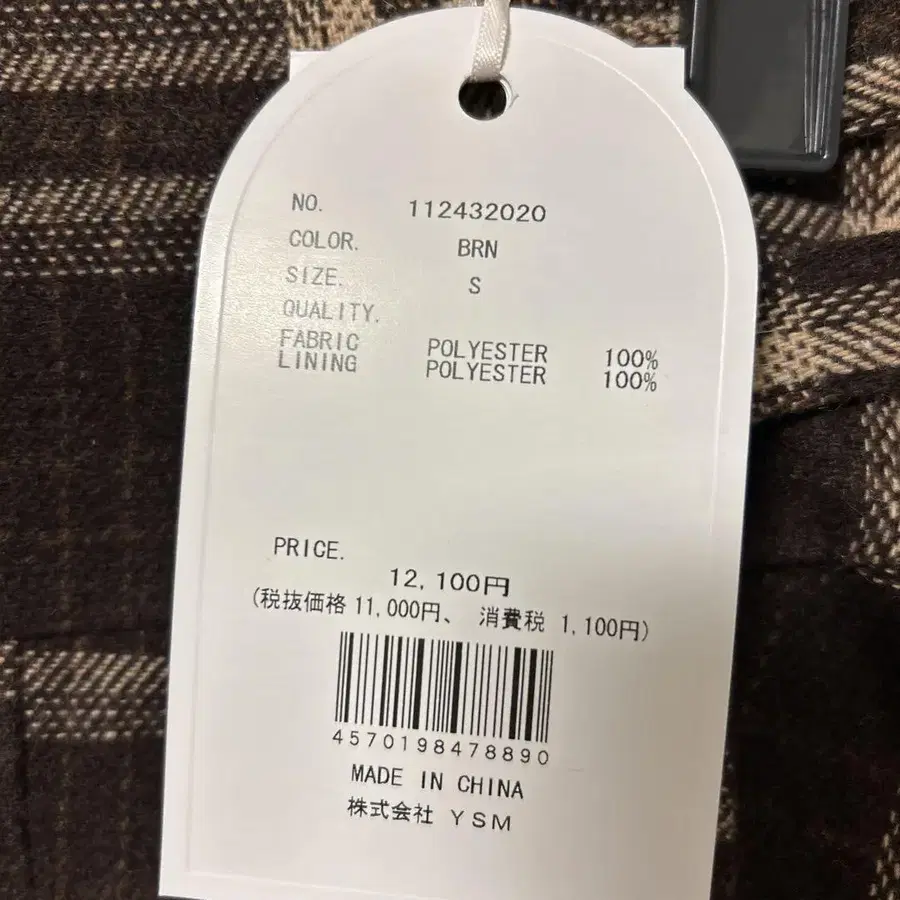 NO. 112432020
COLOR. BRN
SIZE. S
QUALITY.
FABRIC POLYESTER 100%
LINING POLYESTER 100%
PRICE.
12,100円
(税抜価格 11,000円、 消費税 1,100円)
4570198478890
MADE IN CHINA
株式会社 YSM